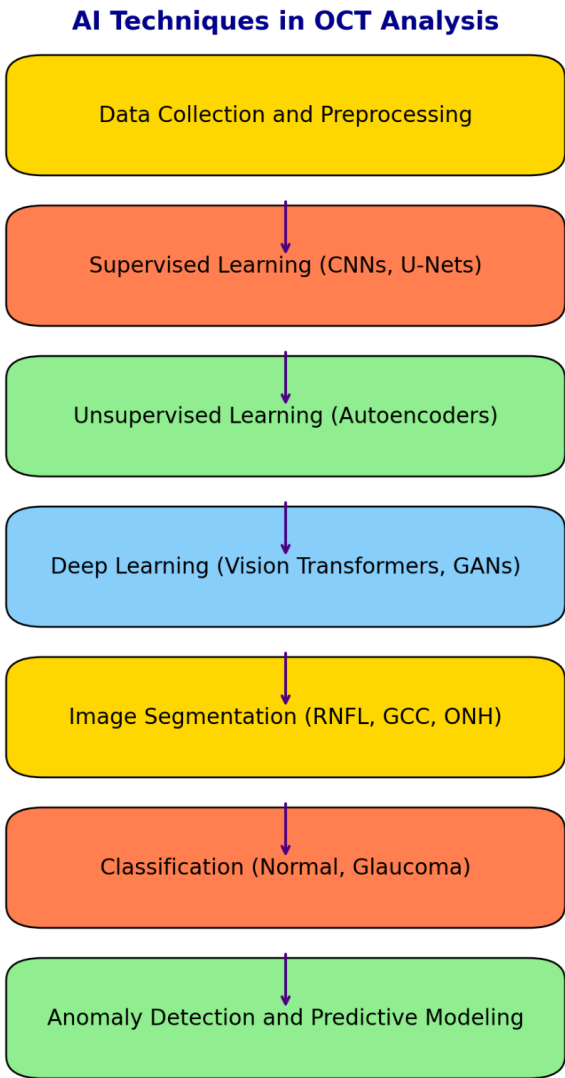 AI Techniques in OCT Analysis
Data Collection and Preprocessing
Supervised Learning (CNNs, U-Nets)
Unsupervised Learning (Autoencoders)
Deep Learning (Vision Transformers, GANs)
Image Segmentation (RNFL, GCC, ONH)
Classification (Normal, Glaucoma)
Anomaly Detection and Predictive Modeling